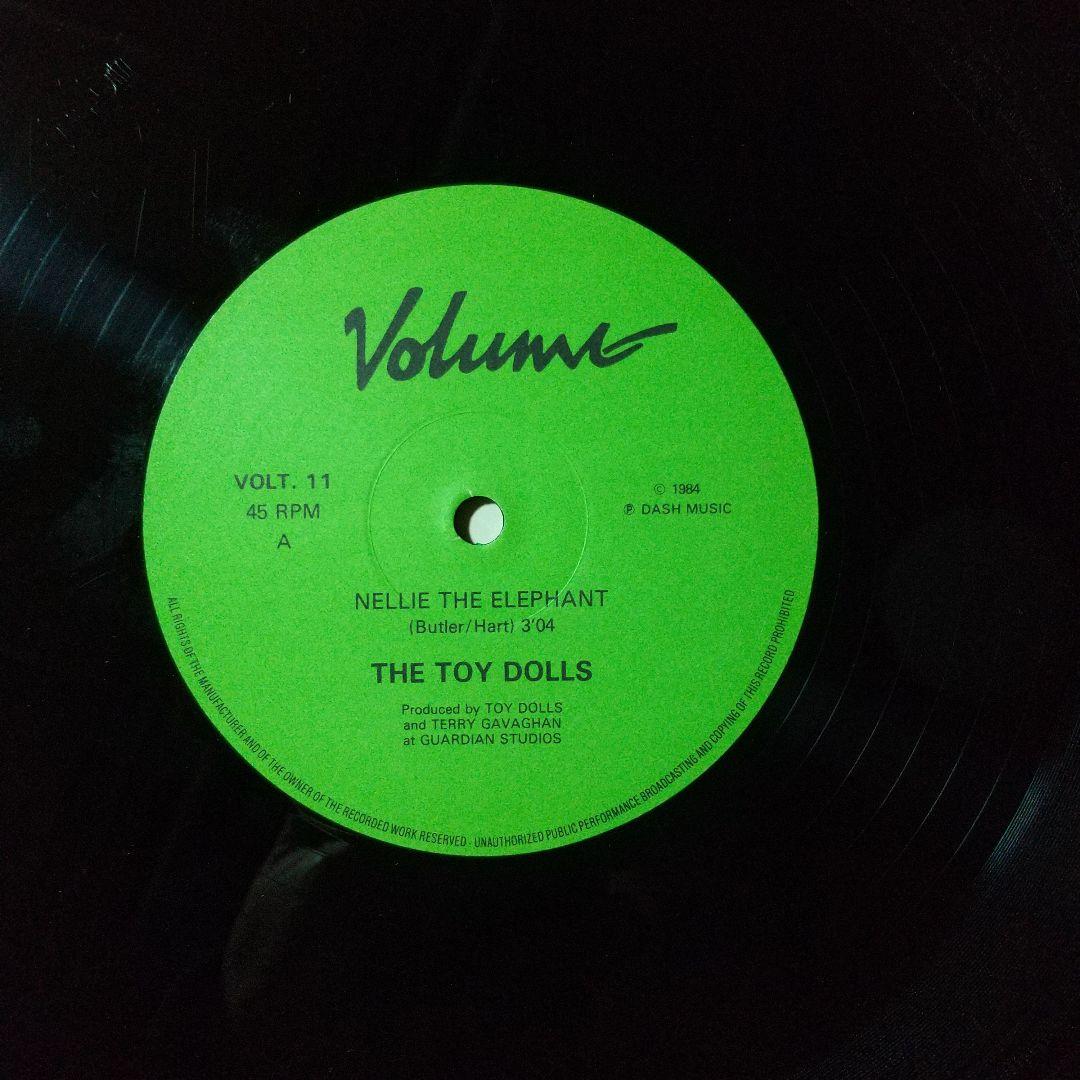 Volume
VOLT. 11
45 RPM
A
© 1984
℗ DASH MUSIC
NELLIE THE ELEPHANT
(Butler/Hart) 3'04
THE TOY DOLLS
Produced by TOY DOLLS
and TERRY GAVAGHAN
at GUARDIAN STUDIOS
ALL RIGHTS OF THE MANUFACTURER AND OF THE OWNER OF THE RECORDED WORK RESERVED - UNAUTHORIZED PUBLIC PERFORMANCE BROADCASTING AND COPYING OF THIS RECORD PROHIBITED